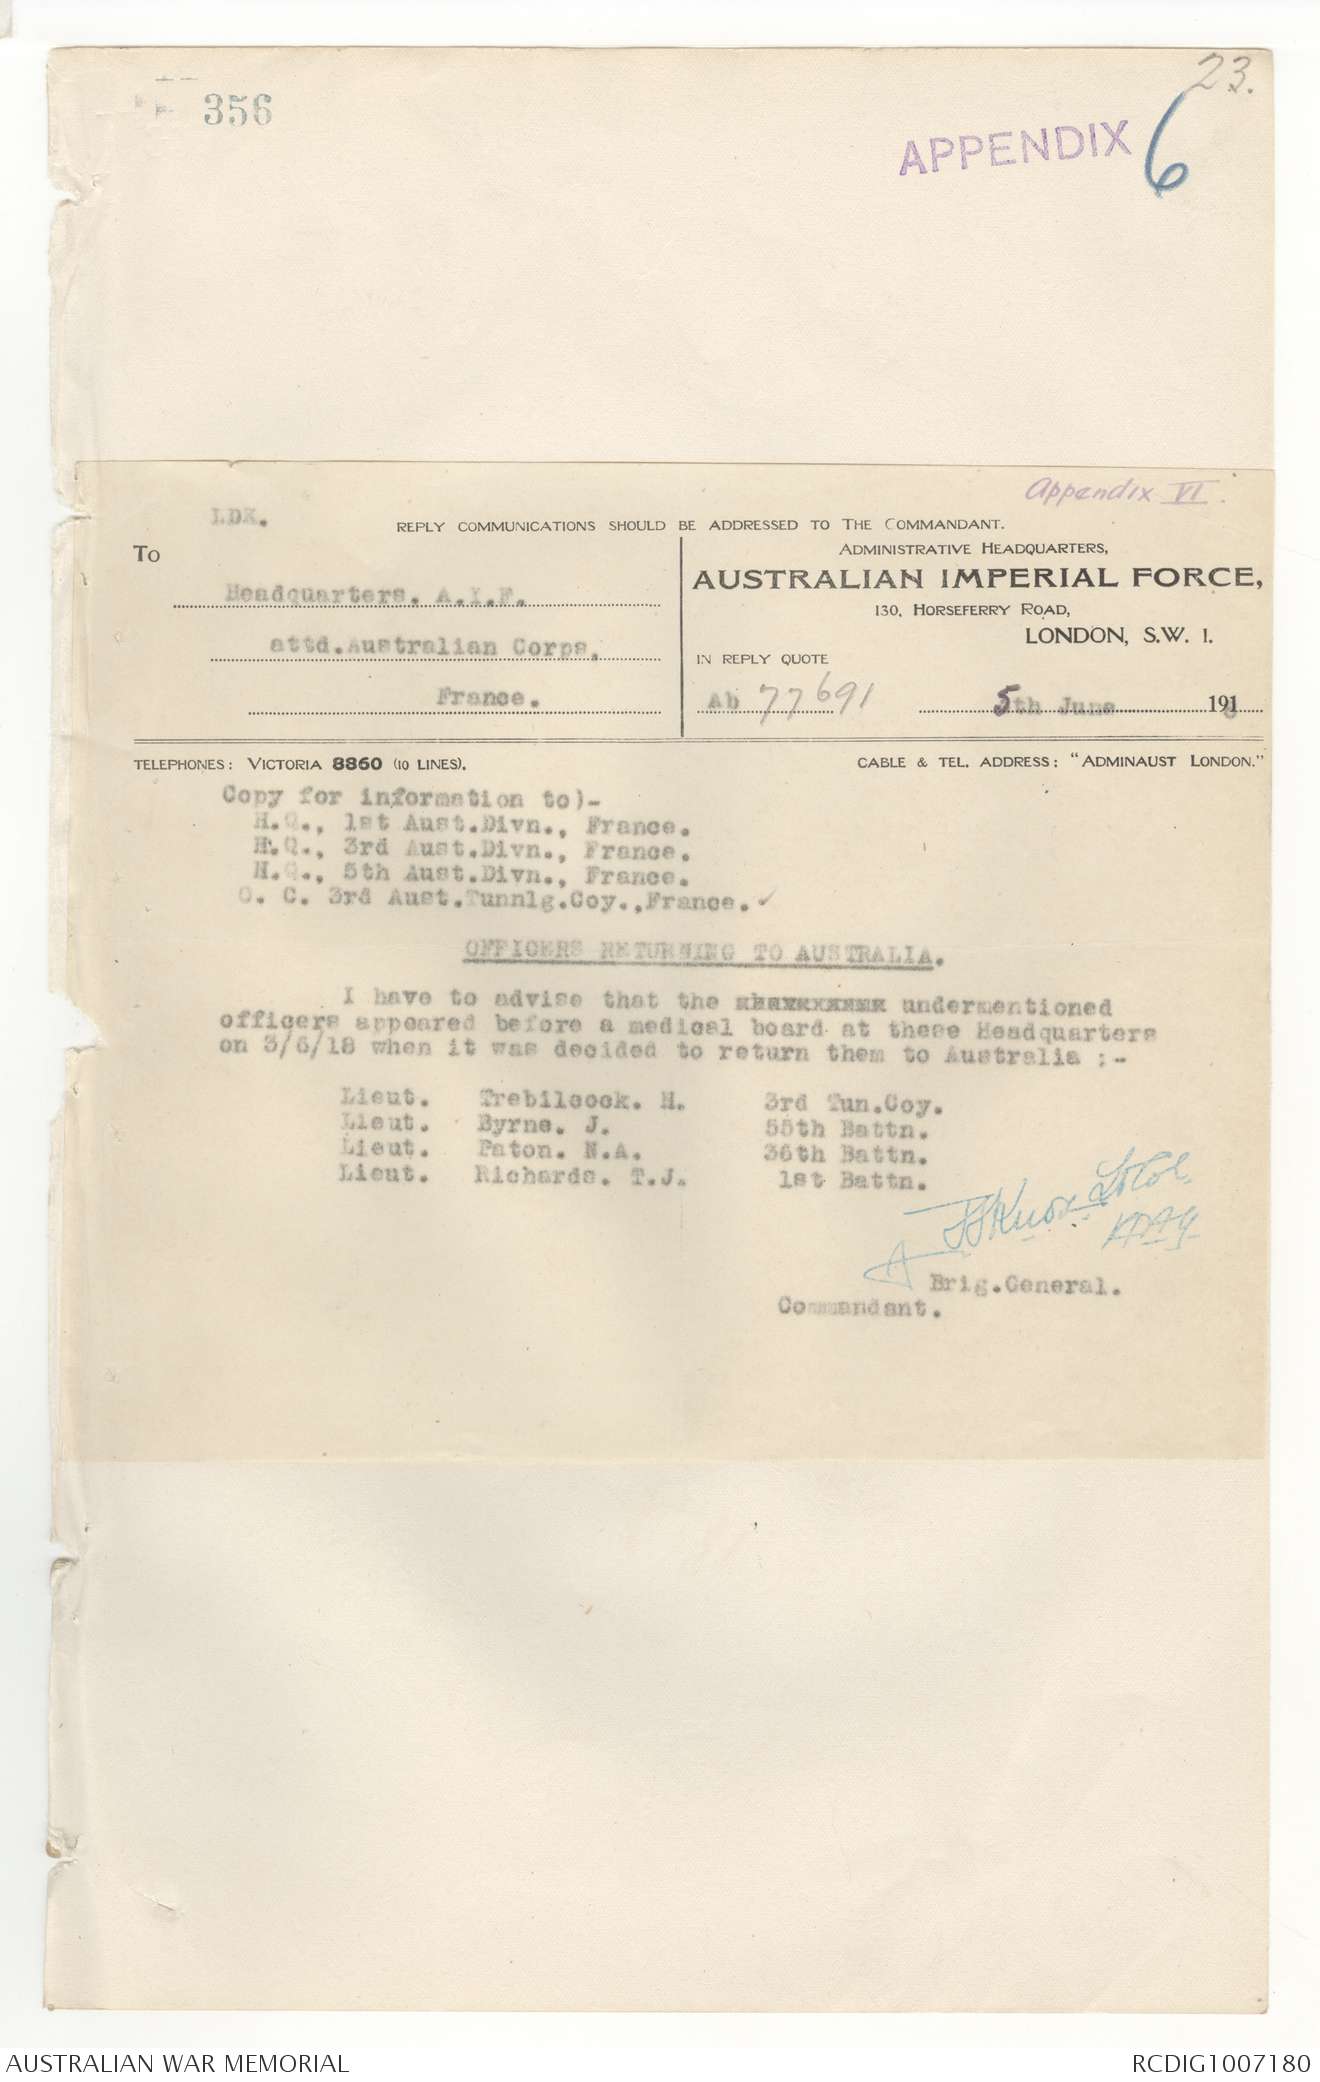 356
23.
APPENDIX 6
Appendix VI.
LDK.
REPLY COMMUNICATIONS SHOULD BE ADDRESSED TO THE COMMANDANT.
To
Headquarters. A.I.F.
attd. Australian Corps.
France.
ADMINISTRATIVE HEADQUARTERS,
AUSTRALIAN IMPERIAL FORCE,
130, HORSEFERRY ROAD,
LONDON, S.W. 1.
IN REPLY QUOTE
Ab 77691 5th June 1918
TELEPHONES: VICTORIA 8860 (10 LINES). CABLE & TEL. ADDRESS: "ADMINAUST LONDON."
Copy for information to)-
H.Q., 1st Aust.Divn., France.
H.Q., 3rd Aust.Divn., France.
H.Q., 5th Aust.Divn., France.
O. C. 3rd Aust.Tunnlg.Coy.,France. ✓
OFFICERS RETURNING TO AUSTRALIA.
I have to advise that the undermentioned
officers appeared before a medical board at these Headquarters
on 3/6/18 when it was decided to return them to Australia :-
Lieut. Trebilcock. H. 3rd Tun.Coy.
Lieut. Byrne. J. 55th Battn.
Lieut. Paton. N.A. 36th Battn.
Lieut. Richards. T.J. 1st Battn.
Knox Lt Col.
Brig.General.
Commandant.
AUSTRALIAN WAR MEMORIAL
RCDIG1007180